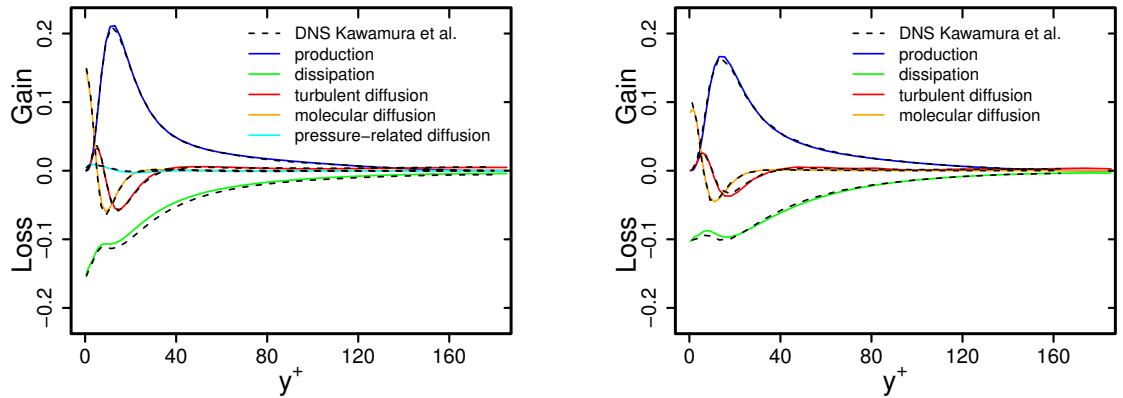 DNS Kawamura et al.
production
dissipation
turbulent diffusion
molecular diffusion
pressure−related diffusion
Loss Gain
−0.2 −0.1 0.0 0.1 0.2
0 40 80 120 160
y+
DNS Kawamura et al.
production
dissipation
turbulent diffusion
molecular diffusion
Loss Gain
−0.2 −0.1 0.0 0.1 0.2
0 40 80 120 160
y+